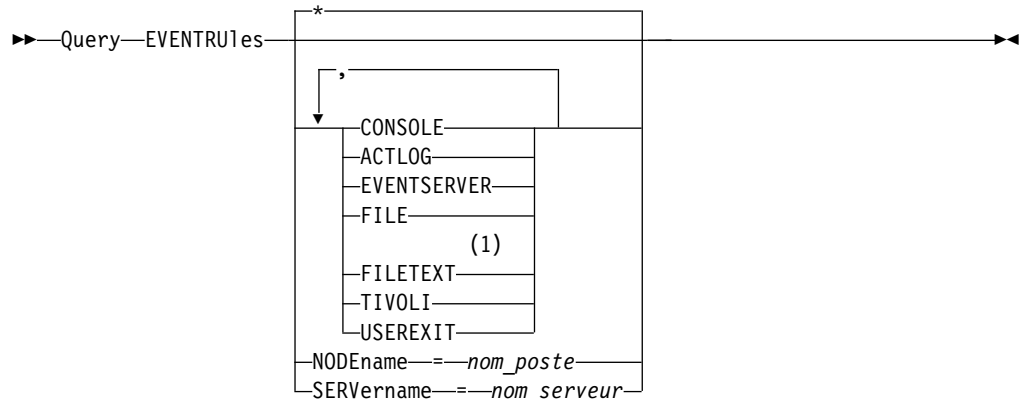 *
Query EVENTRUles
,
CONSOLE
ACTLOG
EVENTSERVER
FILE
(1)
FILETEXT
TIVOLI
USEREXIT
NODEname = nom_poste
SERVername = nom serveur